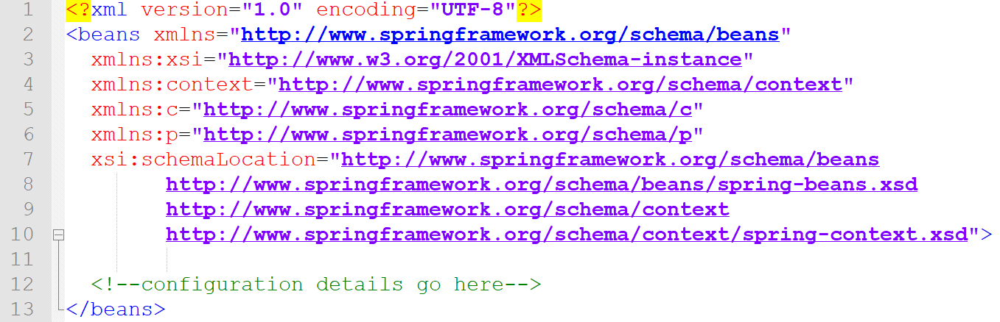 1 <?xml version="1.0" encoding="UTF-8"?>
2 <beans xmlns="http://www.springframework.org/schema/beans"
3 xmlns:xsi="http://www.w3.org/2001/XMLSchema-instance"
4 xmlns:context="http://www.springframework.org/schema/context"
5 xmlns:c="http://www.springframework.org/schema/c"
6 xmlns:p="http://www.springframework.org/schema/p"
7 xsi:schemaLocation="http://www.springframework.org/schema/beans
8 http://www.springframework.org/schema/beans/spring-beans.xsd
9 http://www.springframework.org/schema/context
10 http://www.springframework.org/schema/context/spring-context.xsd">
11
12 <!--configuration details go here-->
13 </beans>